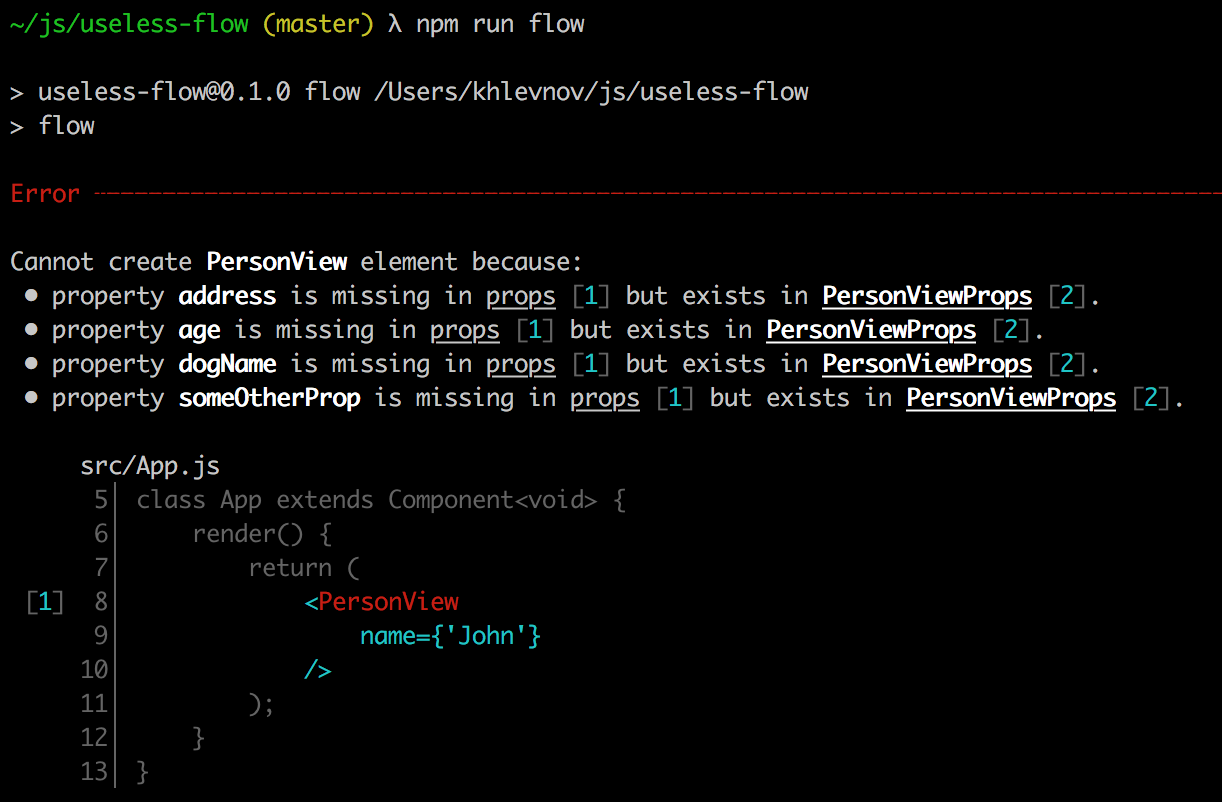 ~/js/useless-flow (master) λ npm run flow
> useless-flow@0.1.0 flow /Users/khlevnov/js/useless-flow
> flow
Error
Cannot create PersonView element because:
● property address is missing in props [1] but exists in PersonViewProps [2].
● property age is missing in props [1] but exists in PersonViewProps [2].
● property dogName is missing in props [1] but exists in PersonViewProps [2].
● property someOtherProp is missing in props [1] but exists in PersonViewProps [2].
src/App.js
5│ class App extends Component<void> {
6│     render() {
7│         return (
[1] 8│             <PersonView
9│                 name={'John'}
10│             />
11│         );
12│     }
13│ }